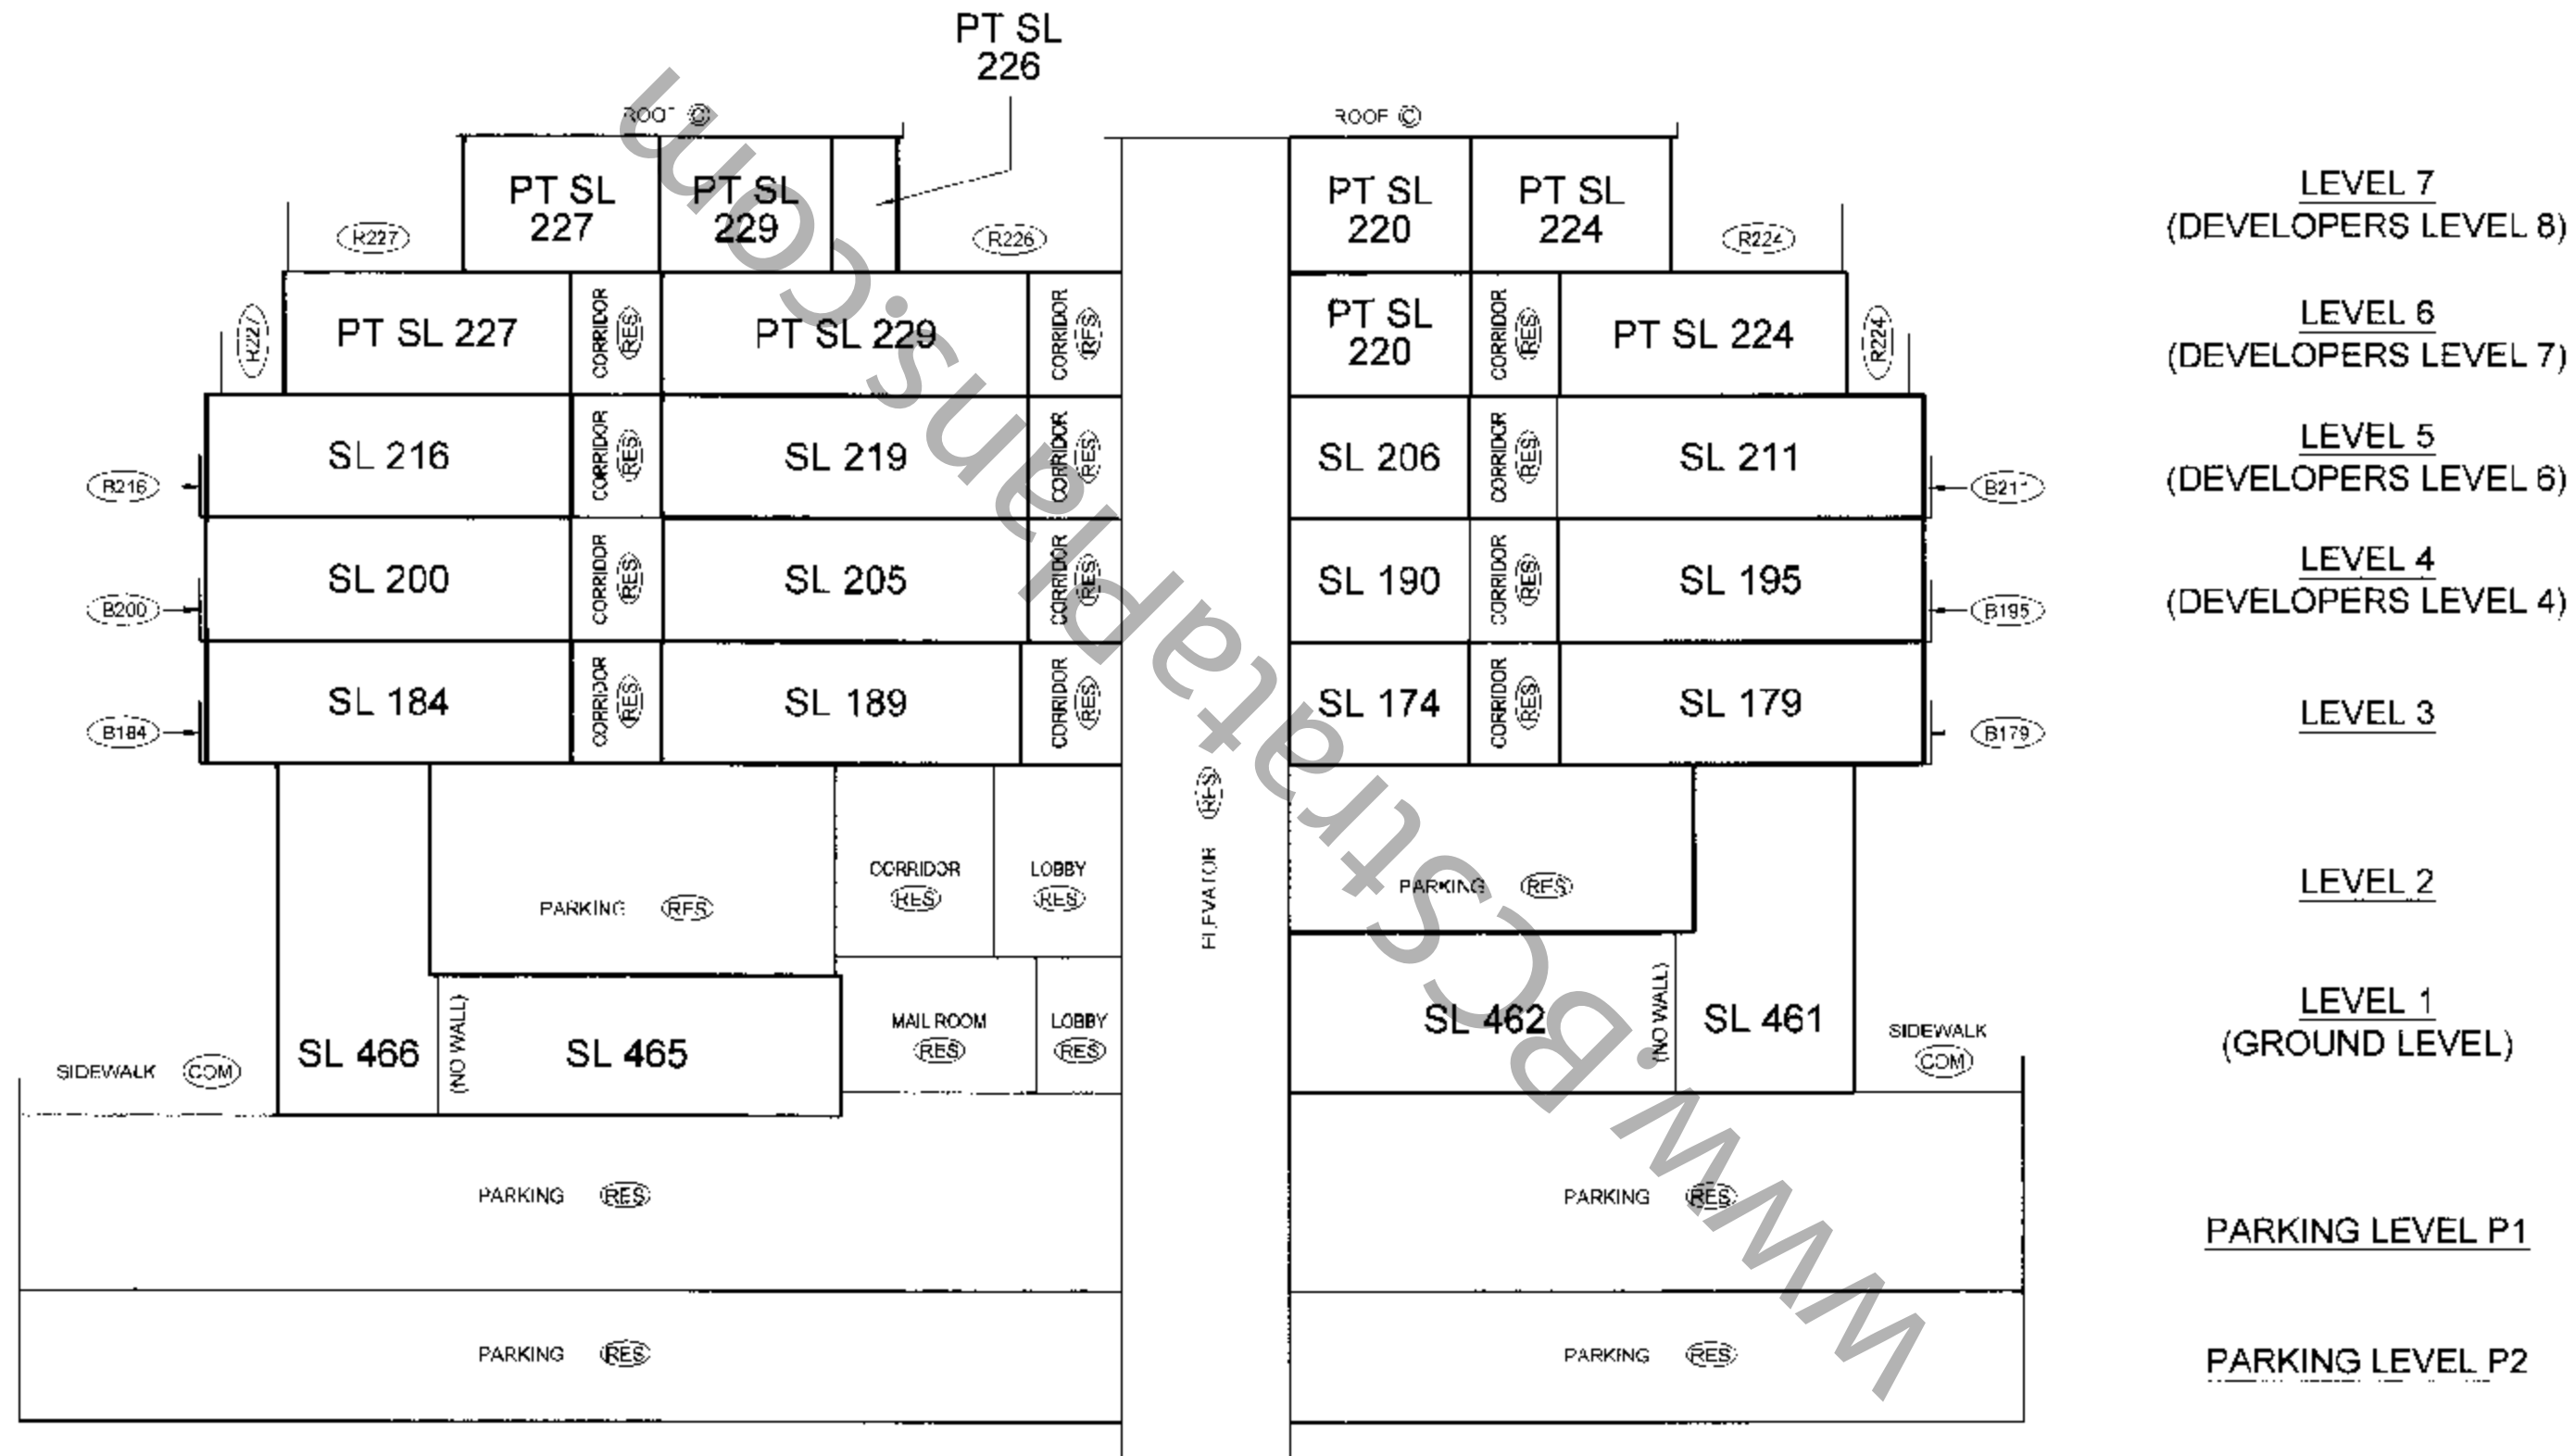 PT SL
226
ROOF Ⓒ
ROOF Ⓒ
PT SL
227
PT SL
229
PT SL
220
PT SL
224
R227
R226
R224
LEVEL 7
(DEVELOPERS LEVEL 8)
R227
PT SL 227
CORRIDOR RES
PT SL 229
CORRIDOR RES
PT SL
220
CORRIDOR RES
PT SL 224
R224
LEVEL 6
(DEVELOPERS LEVEL 7)
B216
SL 216
CORRIDOR RES
SL 219
CORRIDOR RES
SL 206
CORRIDOR RES
SL 211
B211
LEVEL 5
(DEVELOPERS LEVEL 6)
B200
SL 200
CORRIDOR RES
SL 205
CORRIDOR RES
SL 190
CORRIDOR RES
SL 195
B195
LEVEL 4
(DEVELOPERS LEVEL 4)
B184
SL 184
CORRIDOR RES
SL 189
CORRIDOR RES
SL 174
CORRIDOR RES
SL 179
B179
LEVEL 3
ELEVATOR RES
PARKING RES
CORRIDOR
RES
LOBBY
RES
PARKING RES
LEVEL 2
SIDEWALK COM
SL 466
(NO WALL)
SL 465
MAIL ROOM
RES
LOBBY
RES
SL 462
(NO WALL)
SL 461
SIDEWALK
COM
LEVEL 1
(GROUND LEVEL)
PARKING RES
PARKING RES
PARKING LEVEL P1
PARKING RES
PARKING RES
PARKING LEVEL P2
www.BCstrataplans.com